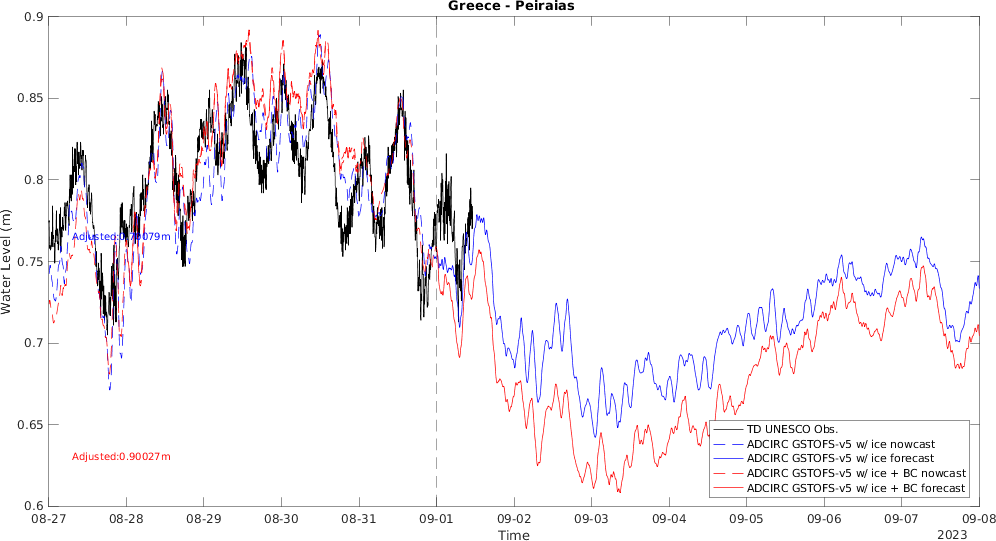 Greece - Peiraias
0.9
0.85
0.8
0.75
0.7
0.65
0.6
Water Level (m)
Adjusted:0.90027m
TD UNESCO Obs.
ADCIRC GSTOFS-v5 w/ ice nowcast
ADCIRC GSTOFS-v5 w/ ice forecast
ADCIRC GSTOFS-v5 w/ ice + BC nowcast
ADCIRC GSTOFS-v5 w/ ice + BC forecast
08-27 08-28 08-29 08-30 08-31 09-01 09-02 09-03 09-04 09-05 09-06 09-07 09-08
Time
2023